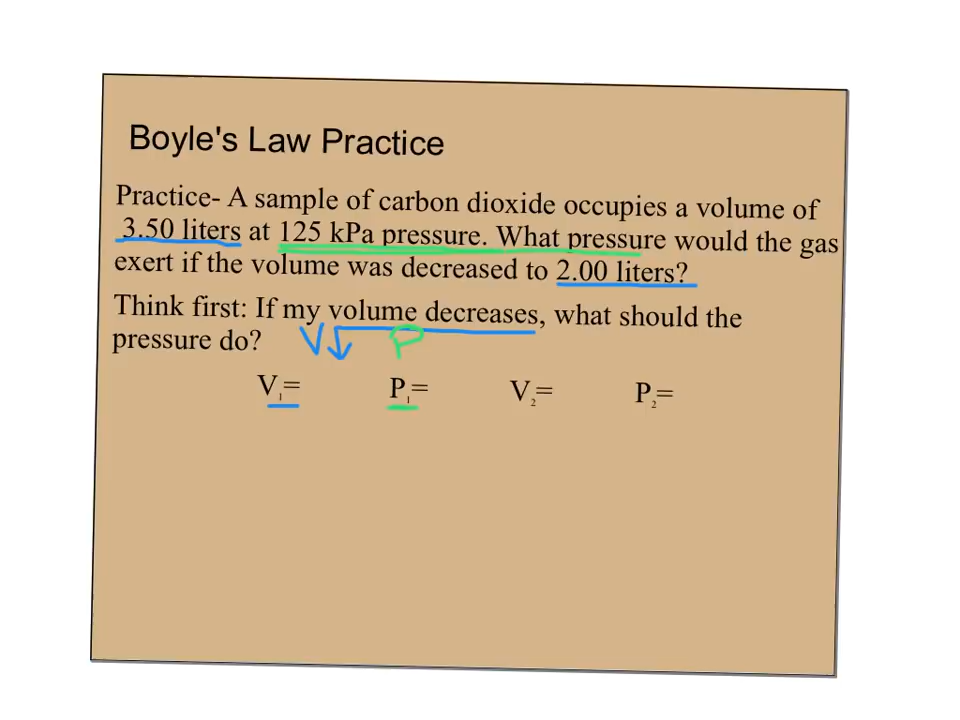 Boyle's Law Practice
Practice- A sample of carbon dioxide occupies a volume of
3.50 liters at 125 kPa pressure. What pressure would the gas
exert if the volume was decreased to 2.00 liters?
Think first: If my volume decreases, what should the
pressure do? V↓ P
V₁= P₁= V₂= P₂=